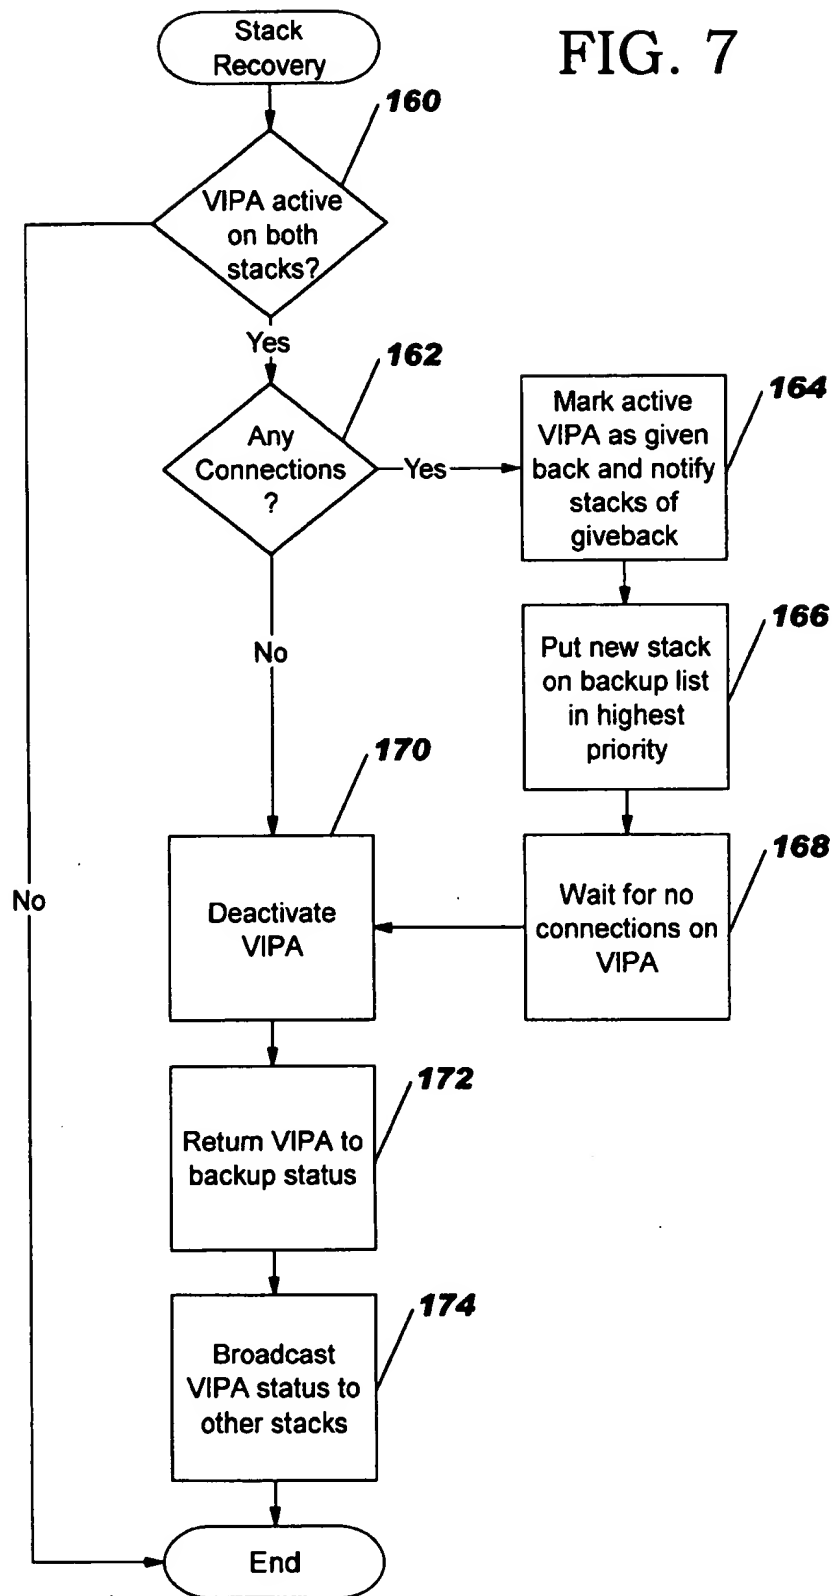 Stack
Recovery
FIG. 7
160
VIPA active
on both
stacks?
Yes
162
Any
Connections
?
Yes
164
Mark active
VIPA as given
back and notify
stacks of
giveback
166
Put new stack
on backup list
in highest
priority
No
170
168
No
Deactivate
VIPA
Wait for no
connections on
VIPA
172
Return VIPA to
backup status
174
Broadcast
VIPA status to
other stacks
End